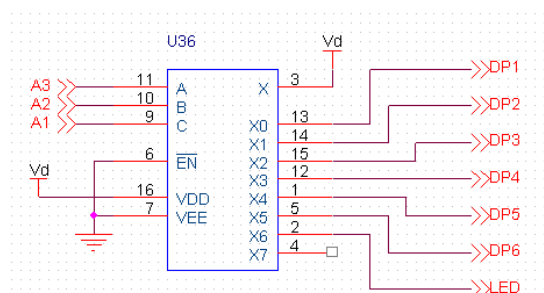 U36
Vd
A3 11 A X 3
A2 10 B
A1 9 C
X0 13 DP1
X1 14 DP2
6 EN X2 15 DP3
X3 12 DP4
Vd
16 VDD X4 1 DP5
7 VEE X5 5 DP6
X6 2 LED
X7 4